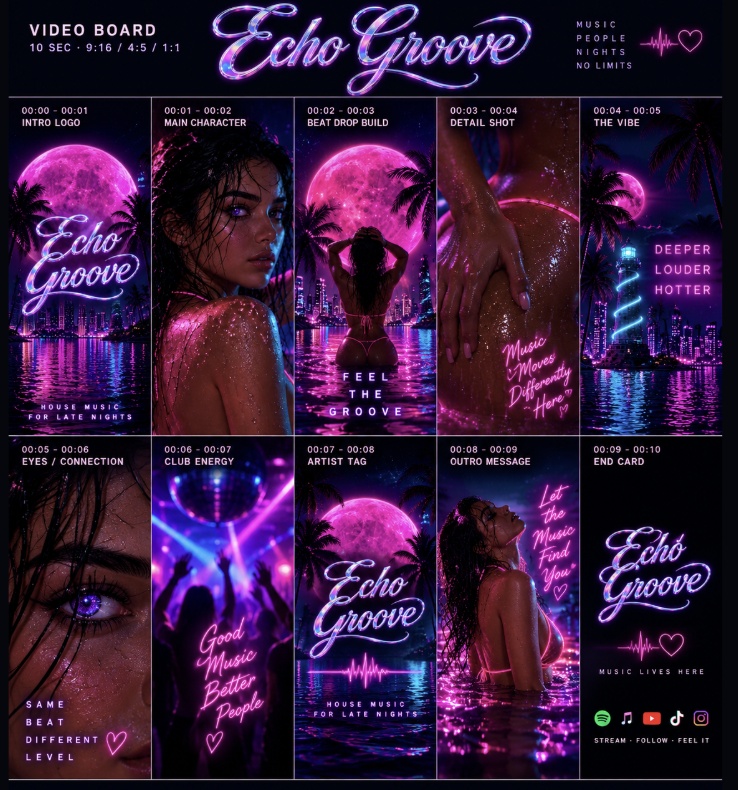 VIDEO BOARD
10 SEC · 9:16 / 4:5 / 1:1
Echo Groove
MUSIC
PEOPLE
NIGHTS
NO LIMITS
00:00 - 00:01
INTRO LOGO
Echo
Groove
HOUSE MUSIC
FOR LATE NIGHTS
00:01 - 00:02
MAIN CHARACTER
00:02 - 00:03
BEAT DROP BUILD
FEEL
THE
GROOVE
00:03 - 00:04
DETAIL SHOT
Music
Moves
Differently
Here
00:04 - 00:05
THE VIBE
DEEPER
LOUDER
HOTTER
00:05 - 00:06
EYES / CONNECTION
SAME
BEAT
DIFFERENT
LEVEL
00:06 - 00:07
CLUB ENERGY
Good
Music
Better
People
00:07 - 00:08
ARTIST TAG
Echo
Groove
HOUSE MUSIC
FOR LATE NIGHTS
00:08 - 00:09
OUTRO MESSAGE
Let
the
Music
Find
You
00:09 - 00:10
END CARD
Echo
Groove
MUSIC LIVES HERE
STREAM · FOLLOW · FEEL IT